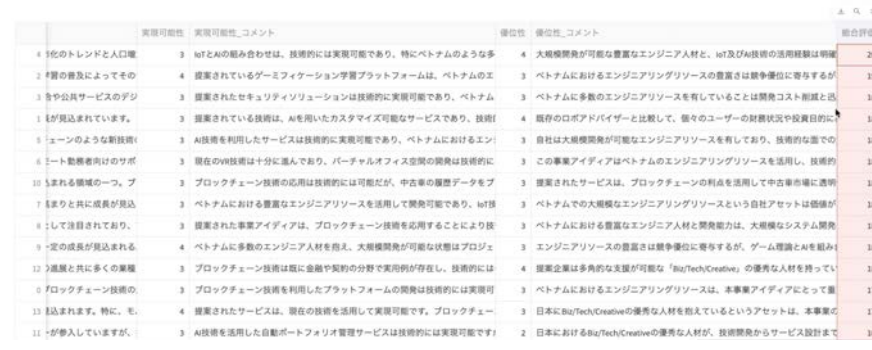 実現可能性 実現可能性_コメント 優位性 優位性_コメント 総合評価
4 化のトレンドと人口増 3 IoTとAIの組み合わせは、技術的には実現可能であり、特にベトナムのような多 4 大規模開発が可能な豊富なエンジニア人材と、IoT及びAI技術の活用経験は明確
2 習の普及によってその 4 提案されているゲーミフィケーション学習プラットフォームは、ベトナムのエ 3 ベトナムにおけるエンジニアリングリソースの豊富さは競争優位に寄与するが
3 や公共サービスのデジ 3 提案されたセキュリティソリューションは技術的に実現可能であり、ベトナム 3 ベトナムに多数のエンジニアリソースを有していることは開発コスト削減と迅
1 が見込まれています。 3 提案されている技術は、AIを用いたカスタマイズ可能なサービスであり、技術 4 既存のロボアドバイザーと比較して、個々のユーザーの財務状況や投資目的に
5 ェーンのような新技術 3 AI技術を利用したサービスは技術的に実現可能であり、ベトナムにおけるエン 3 自社は大規模開発が可能なエンジニアリソースを有しており、技術的な面での
6 ート勤務者向けのサポ 3 現在のVR技術は十分に進んでおり、バーチャルオフィス空間の開発は技術的に 3 この事業アイディアはベトナムのエンジニアリングリソースを活用し、技術的
10 まれる領域の一つ。ブ 3 ブロックチェーン技術の応用は技術的には可能だが、中古車の履歴データをブ 3 提案されたサービスは、ブロックチェーンの利点を活用して中古車市場に透明
7 まりと共に成長が見込 3 ベトナムにおける豊富なエンジニアリソースを活用して開発可能であり、IoT技 3 ベトナムでの大規模なエンジニアリングリソースという自社アセットは価値が
8 して注目されており、 3 提案された事業アイディアは、ブロックチェーン技術を応用することにより技 3 ベトナムにおける豊富なエンジニア人材と開発能力は、大規模なシステム開発
9 一定の成長が見込まれる 4 ベトナムに多数のエンジニア人材を抱え、大規模開発が可能な状態はプロジェ 3 エンジニアリソースの豊富さは競争優位に寄与するが、ゲーム理論とAIを組み
12 進展と共に多くの業種 3 ブロックチェーン技術は既に金融や契約の分野で実用例が存在し、技術的には 4 提案企業は多角的な支援が可能な「Biz/Tech/Creative」の優秀な人材を持ってい
0 ブロックチェーン技術の 3 ブロックチェーン技術を利用したプラットフォームの開発は技術的には実現可 3 ベトナムにおけるエンジニアリングリソースは、本事業アイディアにとって重
13 込まれます。特に、モ 4 提案されたサービスは、現在の技術を活用して実現可能です。ブロックチェー 3 日本にBiz/Tech/Creativeの優秀な人材を抱えているというアセットは、本事業の
11 が参入していますが、 3 AI技術を活用した自動ポートフォリオ管理サービスは技術的には実現可能です 2 日本におけるBiz/Tech/Creativeの優秀な人材が、技術開発からサービス設計まで